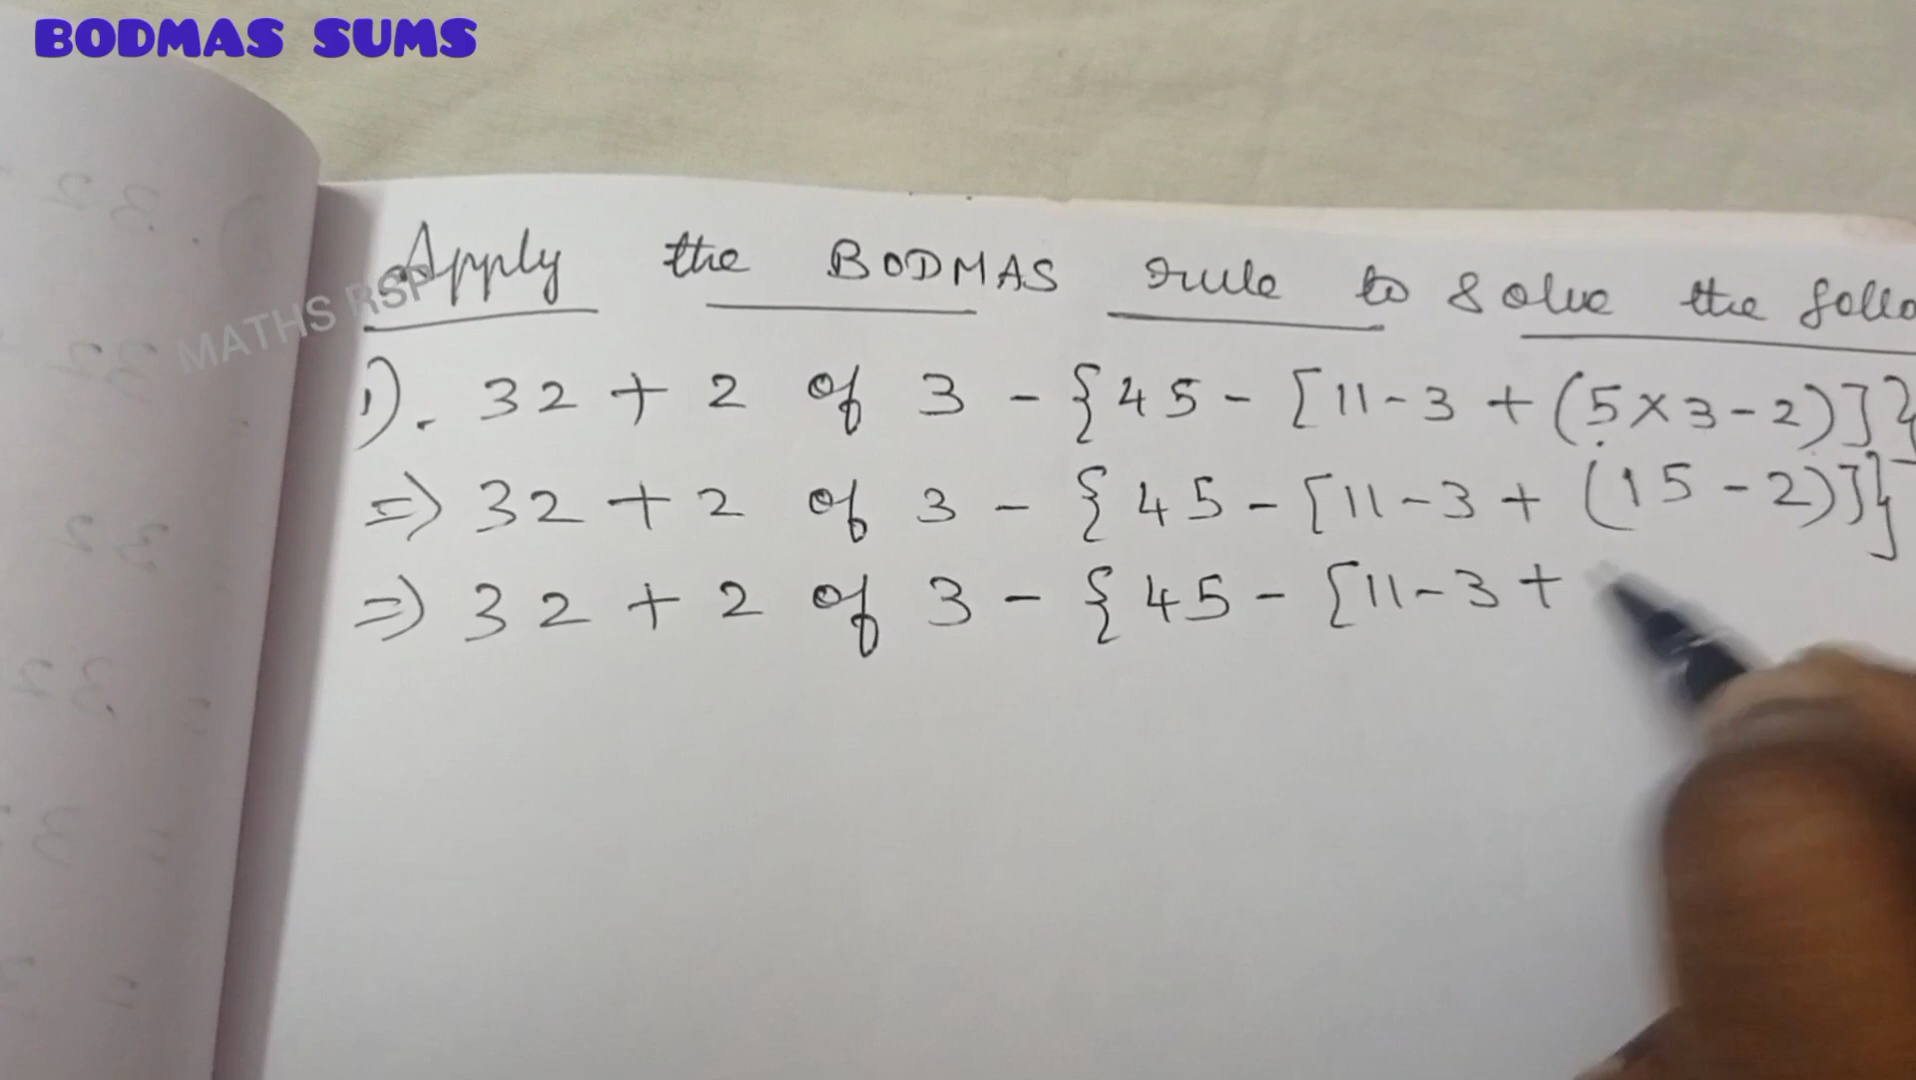 BODMAS SUMS
Apply the BODMAS rule to solve the follo
MATHS RSP
1). 32 + 2 of 3 - {45 - [11-3 + (5×3-2)]}
=> 32 + 2 of 3 - {45 - [11-3 + (15-2)]}
=> 32 + 2 of 3 - {45 - [11-3 +